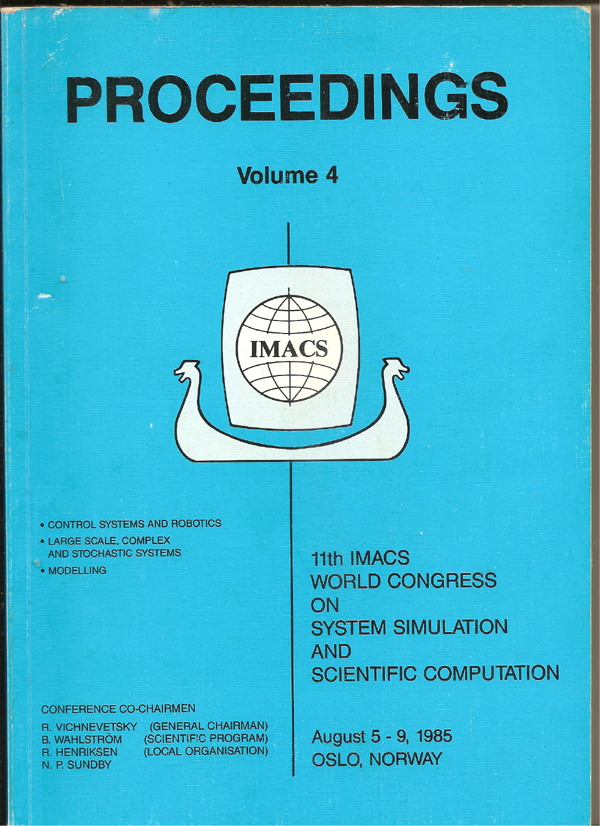 PROCEEDINGS
Volume 4
IMACS
• CONTROL SYSTEMS AND ROBOTICS
• LARGE SCALE, COMPLEX
AND STOCHASTIC SYSTEMS
• MODELLING
11th IMACS
WORLD CONGRESS
ON
SYSTEM SIMULATION
AND
SCIENTIFIC COMPUTATION
CONFERENCE CO-CHAIRMEN
R. VICHNEVETSKY (GENERAL CHAIRMAN)
B. WAHLSTRÖM (SCIENTIFIC PROGRAM)
R. HENRIKSEN (LOCAL ORGANISATION)
N. P. SUNDBY
August 5 - 9, 1985
OSLO, NORWAY